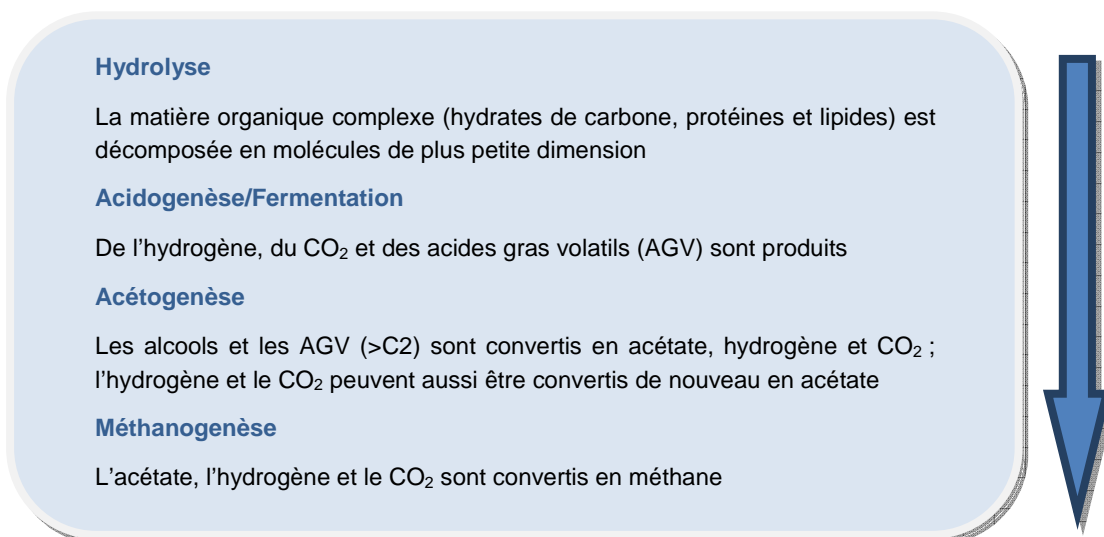 Hydrolyse
La matière organique complexe (hydrates de carbone, protéines et lipides) est
décomposée en molécules de plus petite dimension
Acidogenèse/Fermentation
De l’hydrogène, du CO₂ et des acides gras volatils (AGV) sont produits
Acétogenèse
Les alcools et les AGV (>C2) sont convertis en acétate, hydrogène et CO₂ ;
l’hydrogène et le CO₂ peuvent aussi être convertis de nouveau en acétate
Méthanogenèse
L’acétate, l’hydrogène et le CO₂ sont convertis en méthane